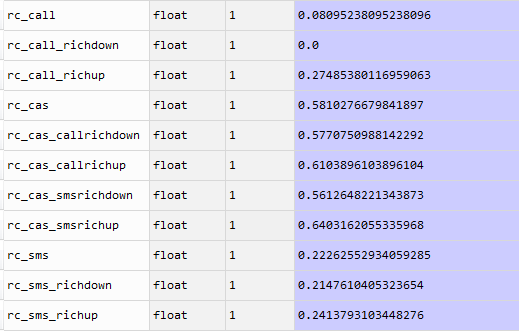 rc_call float 1 0.08095238095238096
rc_call_richdown float 1 0.0
rc_call_richup float 1 0.27485380116959063
rc_cas float 1 0.5810276679841897
rc_cas_callrichdown float 1 0.5770750988142292
rc_cas_callrichup float 1 0.6103896103896104
rc_cas_smsrichdown float 1 0.5612648221343873
rc_cas_smsrichup float 1 0.6403162055335968
rc_sms float 1 0.22262552934059285
rc_sms_richdown float 1 0.2147610405323654
rc_sms_richup float 1 0.2413793103448276